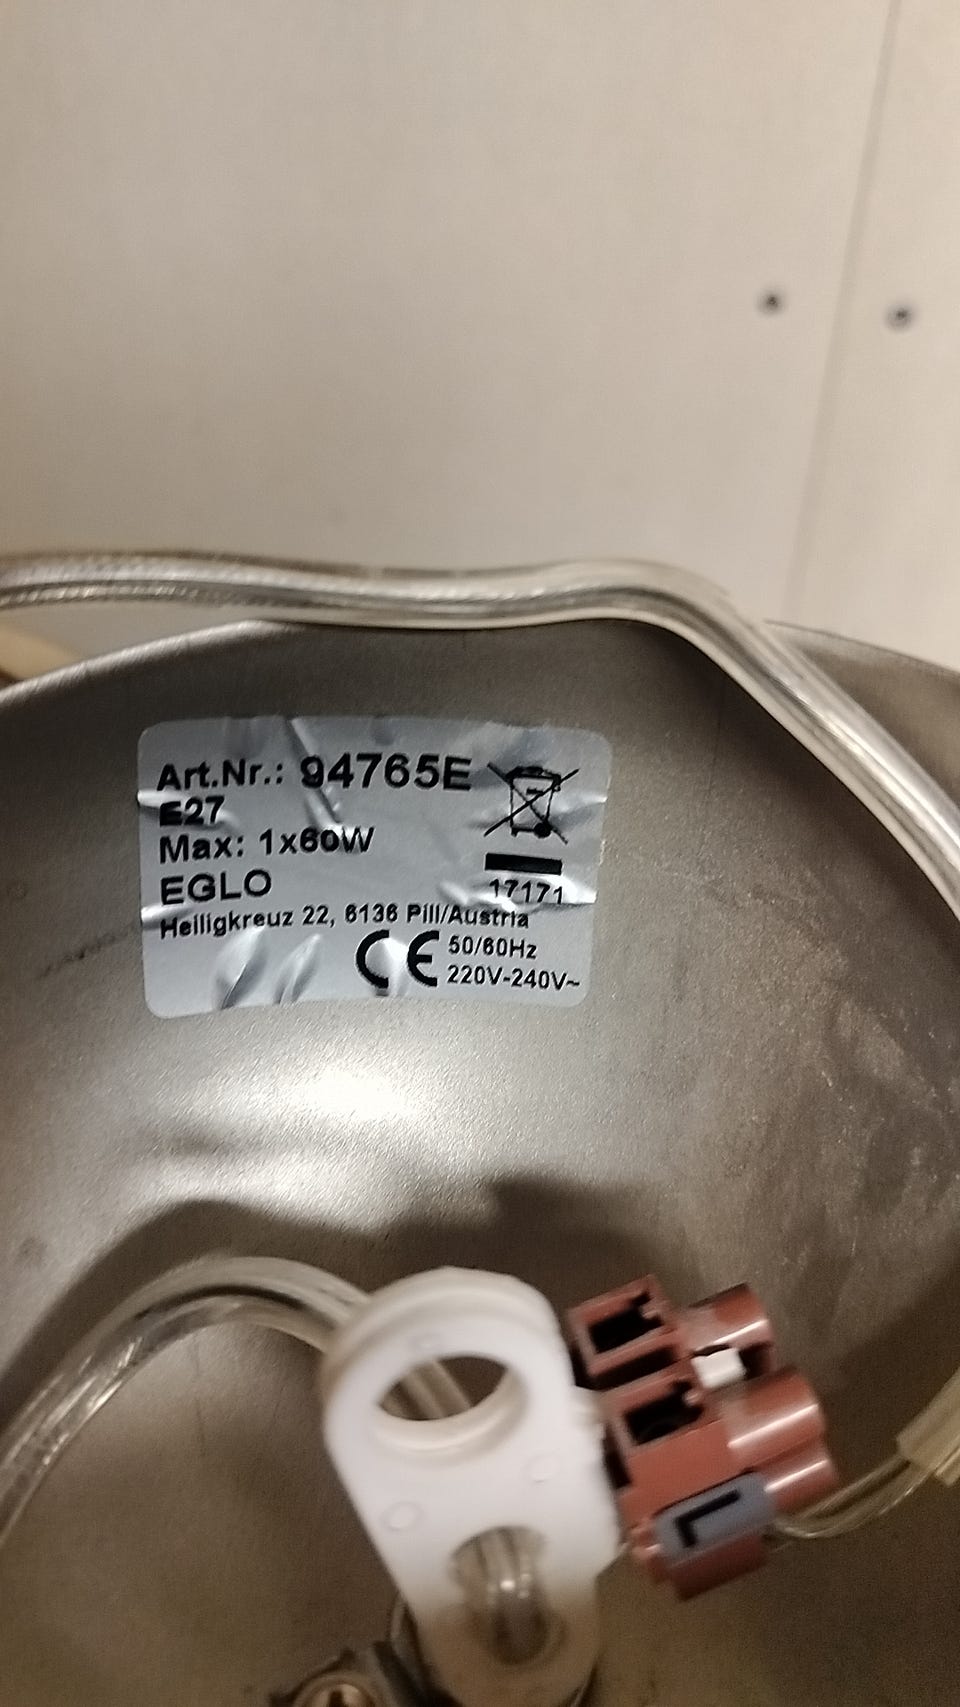 Art.Nr.: 94765E
E27
Max: 1x60W
EGLO
17171
Heiligkreuz 22, 6136 Pill/Austria
CE
50/60Hz
220V-240V~
L